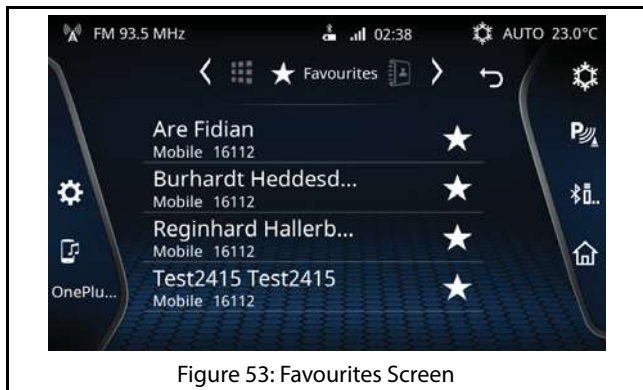 FM 93.5 MHz 02:38 AUTO 23.0°C
Favourites
Are Fidian
Mobile 16112
P
Burhardt Heddesd...
Mobile 16112
Reginhard Hallerb...
Mobile 16112
Test2415 Test2415
Mobile 16112
OnePlu...
Figure 53: Favourites Screen